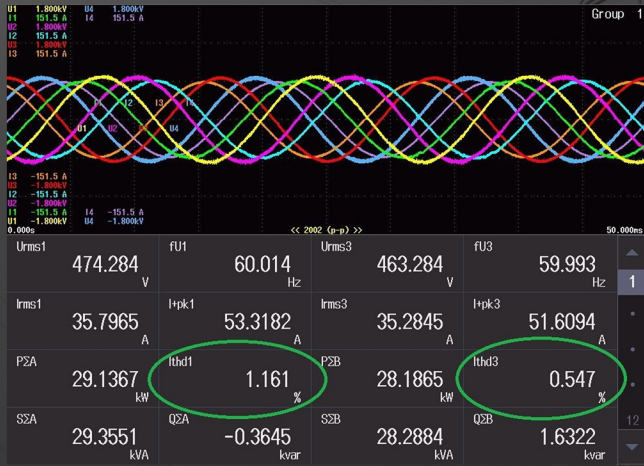 U1 1.800kV U4 1.800kV
I1 151.5 A I4 151.5 A
U2 1.800kV
I2 151.5 A
U3 1.800kV
I3 151.5 A
Group 1
I1 I2 I3 I4
U1 U2 U4
I3 -151.5 A
U3 -1.800kV
I2 -151.5 A
U2 -1.800kV
I1 -151.5 A I4 -151.5 A
U1 -1.800kV U4 -1.800kV
0.000s << 2002 (p-p) >> 50.000ms
Urms1 fU1 Urms3 fU3
474.284 60.014 463.284 59.993
V Hz V Hz
1
Irms1 I+pk1 Irms3 I+pk3
35.7965 53.3182 35.2845 51.6094
A A A A
PΣA Ithd1 PΣB Ithd3
29.1367 1.161 28.1865 0.547
kW % kW %
SΣA QΣA SΣB QΣB
12
29.3551 -0.3645 28.2884 1.6322
kVA kvar kVA kvar